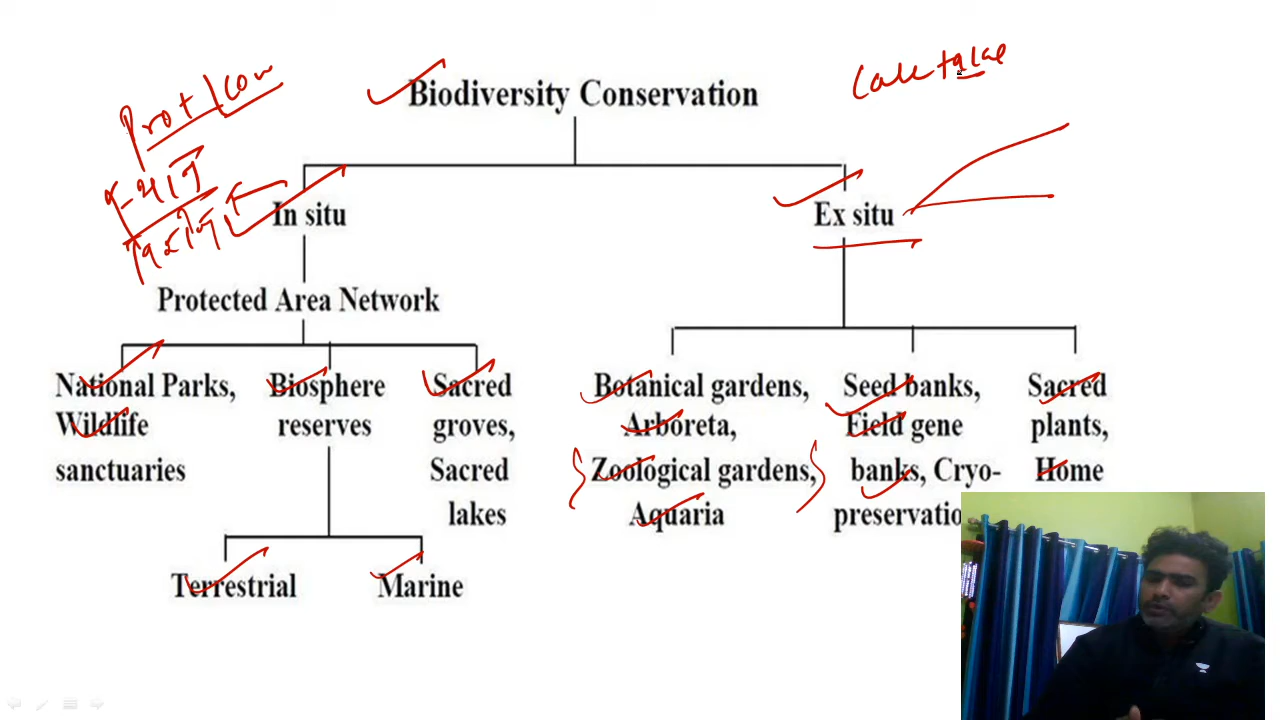 Biodiversity Conservation
In situ
Ex situ
Protected Area Network
National Parks,
Wildlife
sanctuaries
Biosphere
reserves
Sacred
groves,
Sacred
lakes
Terrestrial
Marine
Botanical gardens,
Arboreta,
Zoological gardens,
Aquaria
Seed banks,
Field gene
banks, Cryo-
preservatio
Sacred
plants,
Home